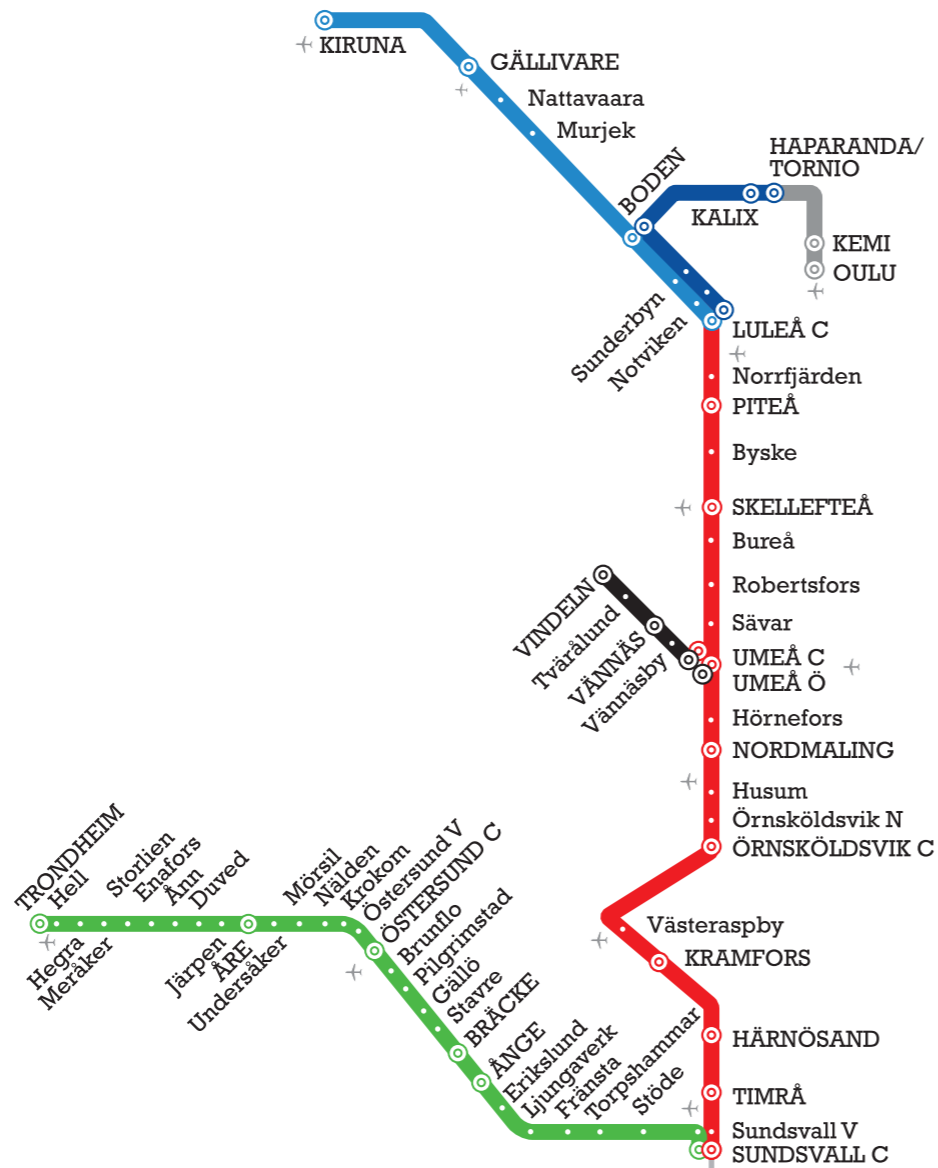 KIRUNA
GÄLLIVARE
Nattavaara
Murjek
BODEN
HAPARANDA/
TORNIO
KALIX
KEMI
OULU
Sunderbyn
Notviken
LULEÅ C
Norrfjärden
PITEÅ
Byske
SKELLEFTEÅ
Bureå
Robertsfors
Sävar
VINDELN
Tvärålund
VÄNNÄS
Vännäsby
UMEÅ C
UMEÅ Ö
Hörnefors
NORDMALING
Husum
Örnsköldsvik N
ÖRNSKÖLDSVIK C
Västeraspby
KRAMFORS
HÄRNÖSAND
TIMRÅ
Sundsvall V
SUNDSVALL C
TRONDHEIM
Hell
Hegra
Meråker
Storlien
Enafors
Ånn
Duved
Järpen
ÅRE
Undersåker
Mörsil
Nälden
Krokom
Östersund V
ÖSTERSUND C
Brunflo
Pilgrimstad
Gällö
Stavre
BRÄCKE
ÅNGE
Erikslund
Ljungaverk
Fränsta
Torpshammar
Stöde